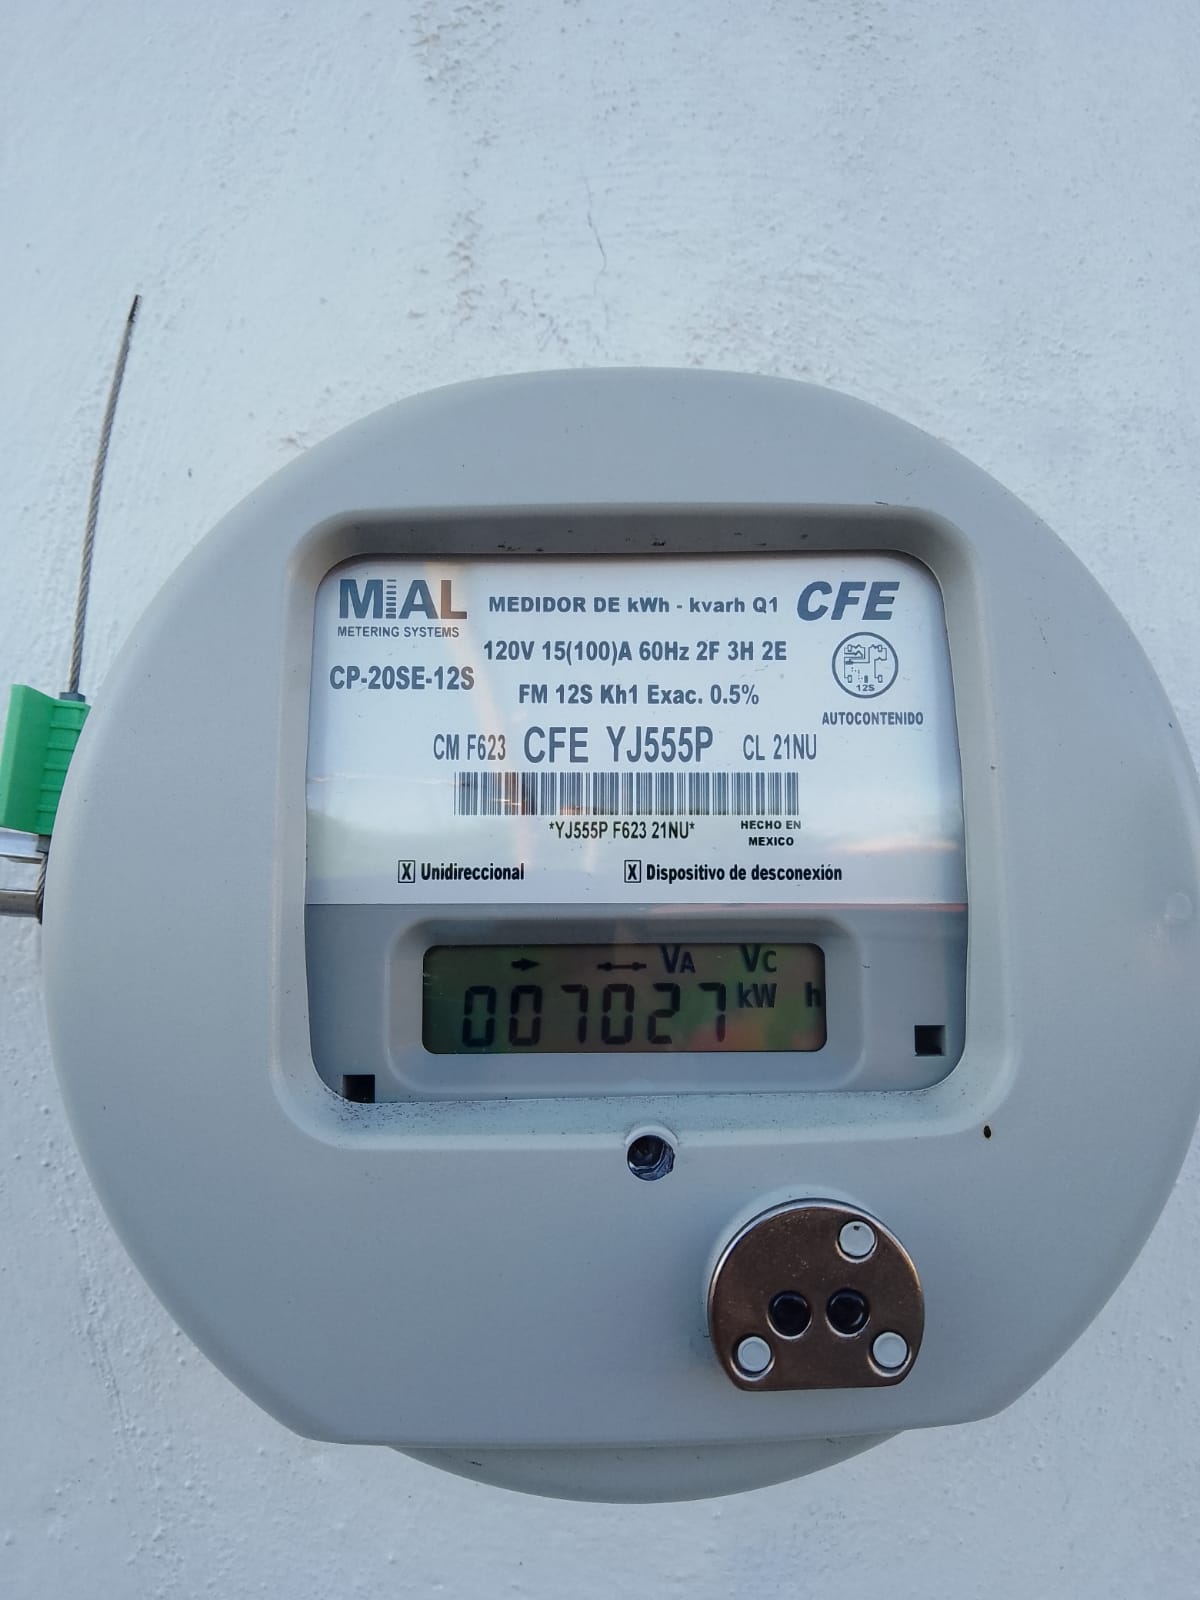 MIAL
METERING SYSTEMS
MEDIDOR DE kWh - kvarh Q1
CFE
CP-20SE-12S
120V 15(100)A 60Hz 2F 3H 2E
FM 12S Kh1 Exac. 0.5%
12S
AUTOCONTENIDO
CM F623 CFE YJ555P CL 21NU
*YJ555P F623 21NU*
HECHO EN
MEXICO
X Unidireccional
X Dispositivo de desconexión
VA VC
007027 kW h